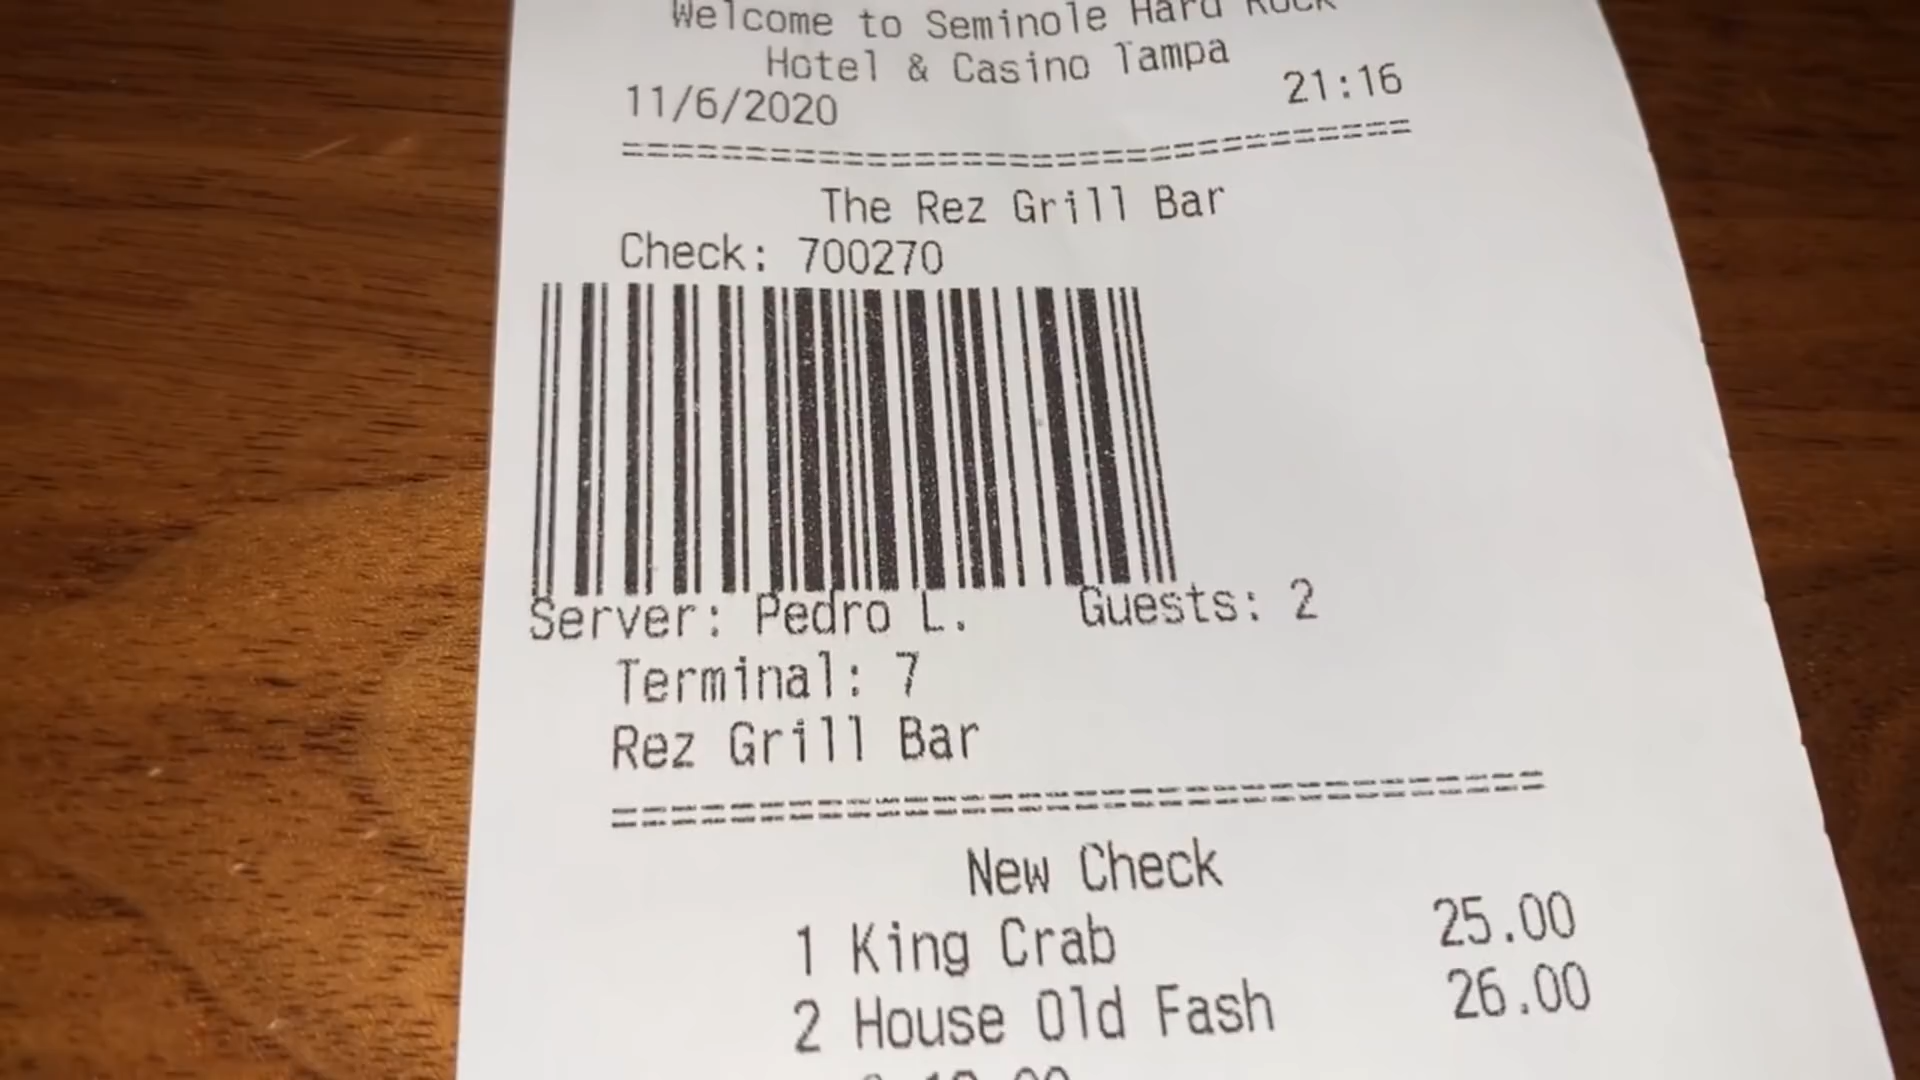 Welcome to Seminole Hard Rock
Hotel & Casino Tampa
11/6/2020 21:16
The Rez Grill Bar
Check: 700270
Server: Pedro L. Guests: 2
Terminal: 7
Rez Grill Bar
New Check
1 King Crab 25.00
2 House Old Fash 26.00